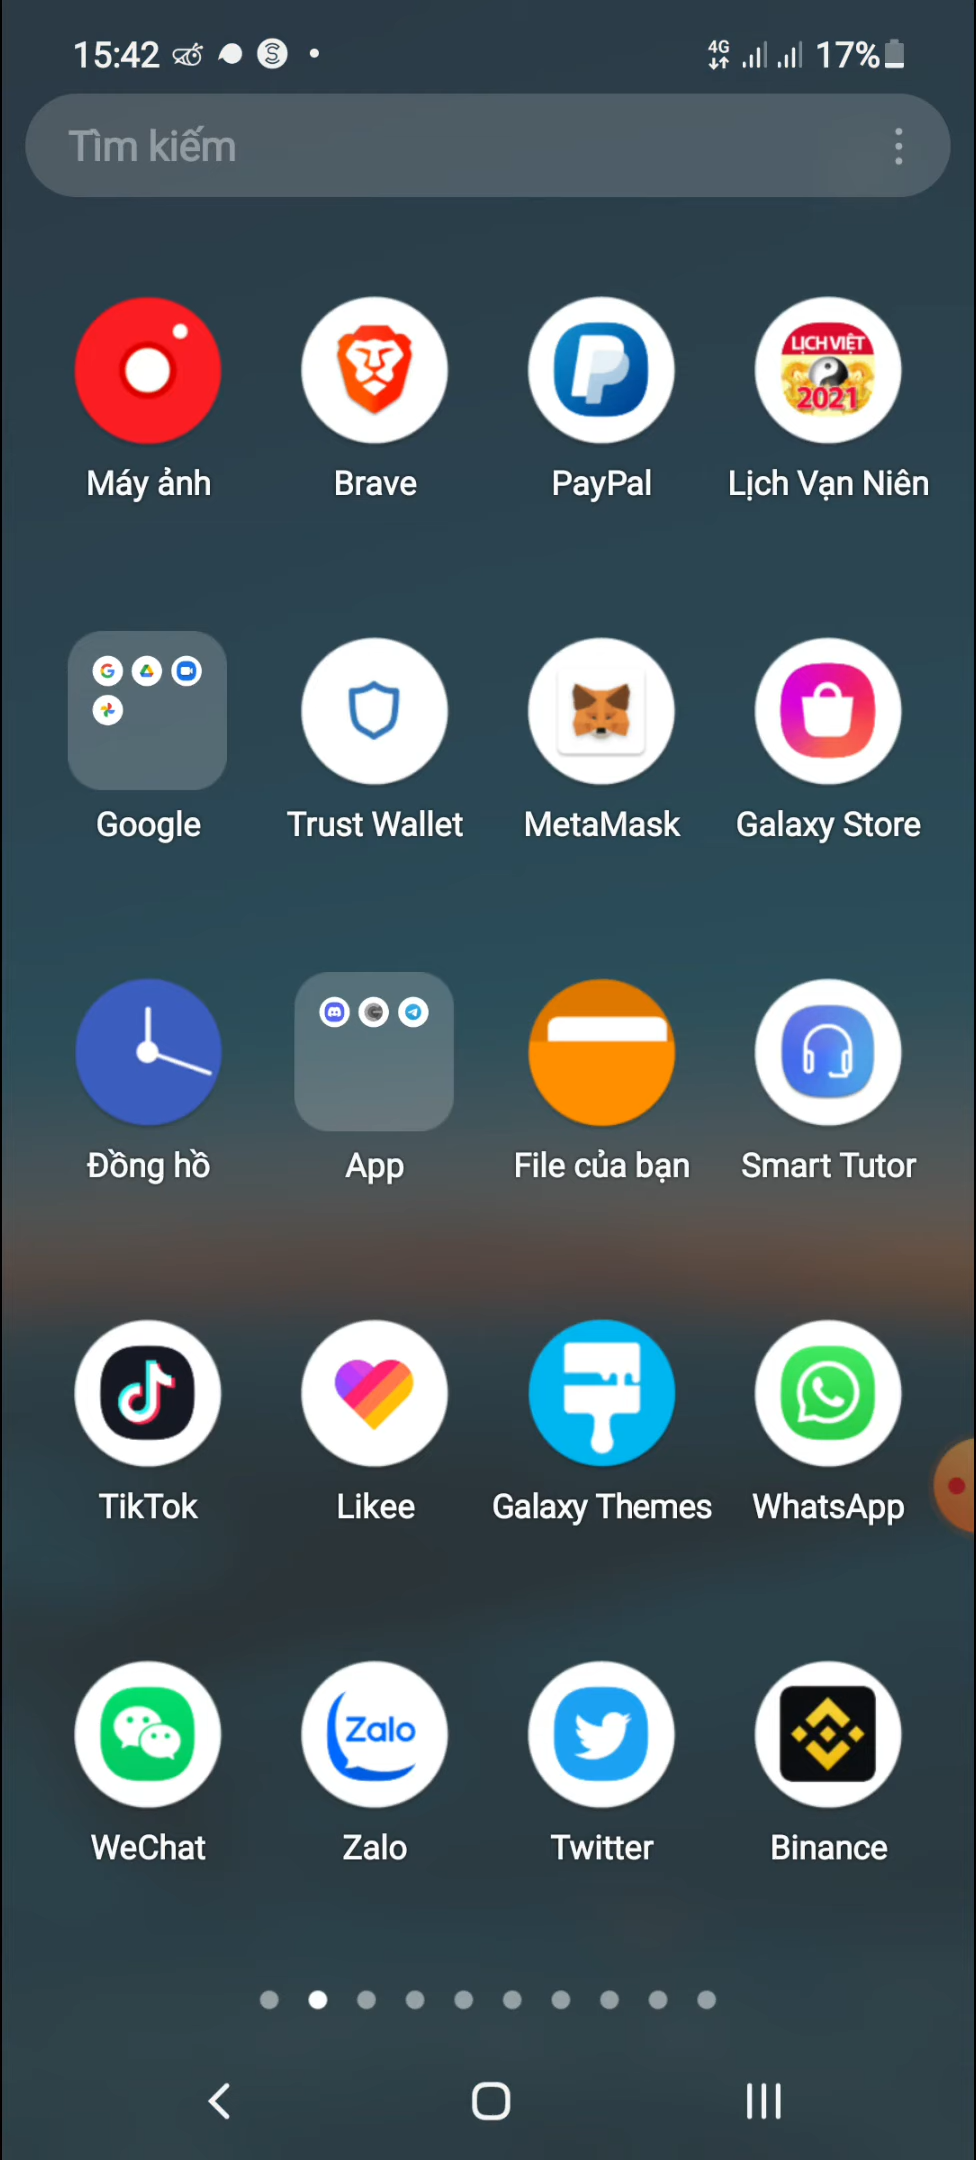 15:42
4G 17%
Tìm kiếm
LỊCH VIỆT
2021
Máy ảnh Brave PayPal Lịch Vạn Niên
Google Trust Wallet MetaMask Galaxy Store
Đồng hồ App File của bạn Smart Tutor
TikTok Likee Galaxy Themes WhatsApp
Zalo
WeChat Zalo Twitter Binance